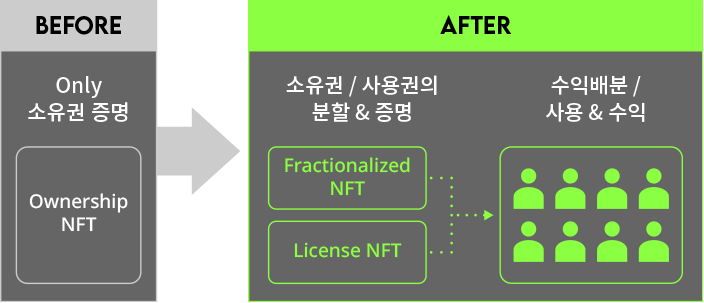 BEFORE
Only
소유권 증명
Ownership
NFT
AFTER
소유권 / 사용권의
분할 & 증명
Fractionalized
NFT
License NFT
수익배분 /
사용 & 수익